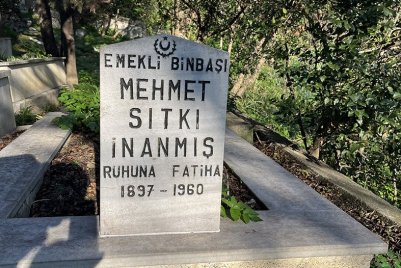 EMEKLİ BİNBAŞI
MEHMET
SITKI
İNANMIŞ
RUHUNA FATİHA
1897 - 1960